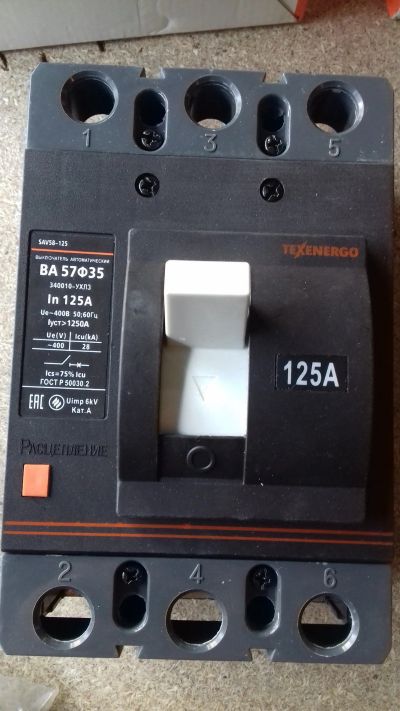 1 3 5
SAV58-125
ВЫКЛЮЧАТЕЛЬ АВТОМАТИЧЕСКИЙ
ВА 57Ф35
340010-УХЛ3
In 125А
Ue~400В 50;60Гц
Iуст>1250А
Ue(V) Icu(kA)
~400 28
Ics=75% Icu
ГОСТ Р 50030.2
EAC Uimp 6kV
Кат.А
TEXENERGO
125A
РАСЦЕПЛЕНИЕ
2 4 6